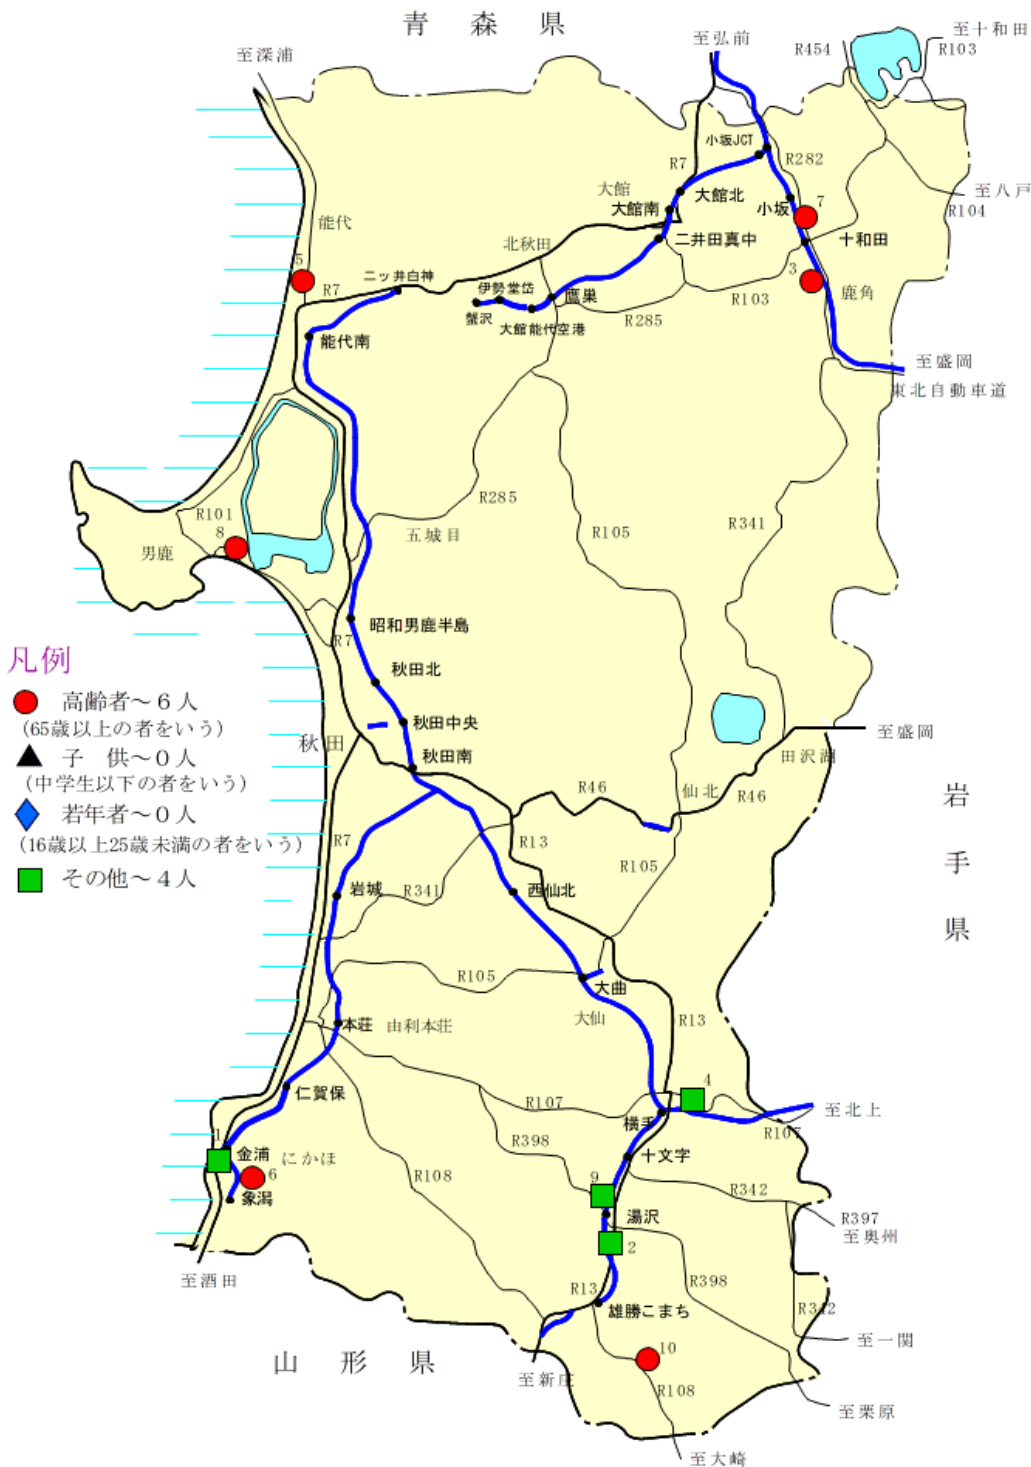 青森県
至十和田
至弘前
R454
R103
至深浦
小坂JCT
R282
R7
大館
大館北
至八戸
大館南
小坂
7
R104
能代
二井田真中
十和田
北秋田
5
3
二ッ井白神
R7
伊勢堂岱
鷹巣
R103
鹿角
蟹沢
大館能代空港
R285
能代南
至盛岡
東北自動車道
R285
R101
R341
8
五城目
R105
男鹿
昭和男鹿半島
R7
凡例
秋田北
高齢者～6人
(65歳以上の者をいう)
秋田中央
至盛岡
秋田
子 供～0人
秋田南
田沢湖
(中学生以下の者をいう)
R46
仙北
R46
岩手県
若年者～0人
(16歳以上25歳未満の者をいう)
R7
R13
R105
その他～4人
岩城
R341
西仙北
R105
大曲
本荘
由利本荘
大仙
R13
4
仁賀保
R107
横手
至北上
R107
1
金浦
にかほ
R398
十文字
6
R108
9
R342
象潟
湯沢
R397
至奥州
2
至酒田
R13
R398
雄勝こまち
R342
至一関
山形県
10
至新庄
R108
至栗原
至大崎